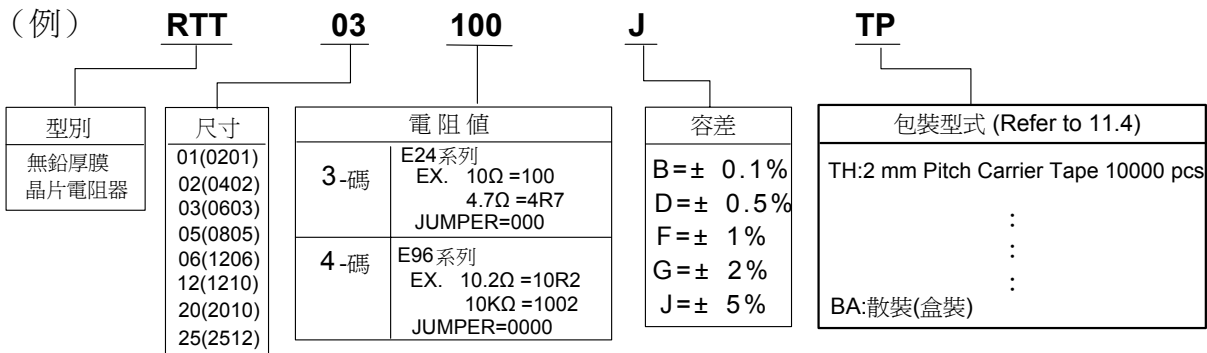 (例) RTT 03 100 J TP
型別
無鉛厚膜
晶片電阻器
尺寸
01(0201)
02(0402)
03(0603)
05(0805)
06(1206)
12(1210)
20(2010)
25(2512)
電阻值
3-碼
E24系列
EX. 10Ω =100
4.7Ω =4R7
JUMPER=000
4-碼
E96系列
EX. 10.2Ω =10R2
10KΩ =1002
JUMPER=0000
容差
B=± 0.1%
D=± 0.5%
F=± 1%
G=± 2%
J=± 5%
包裝型式 (Refer to 11.4)
TH:2 mm Pitch Carrier Tape 10000 pcs
:
:
:
BA:散裝(盒裝)